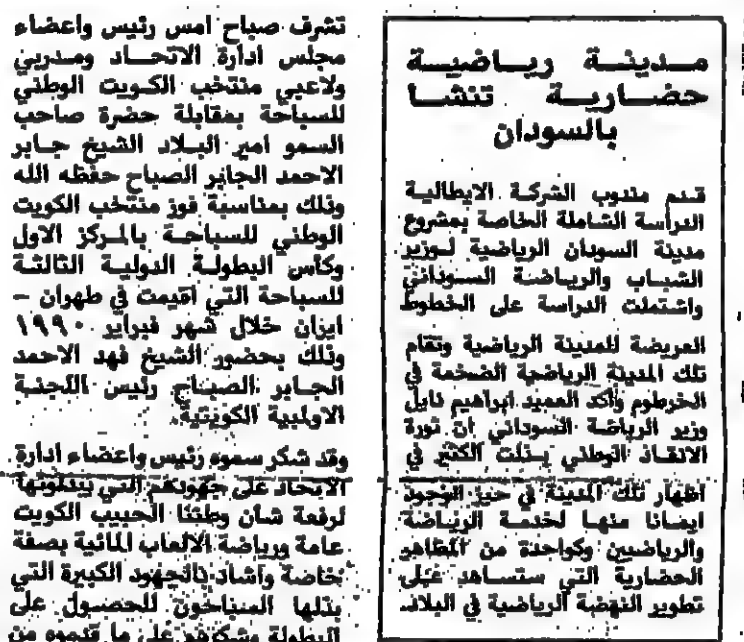 مدينة رياضية
حضارية تنشأ
بالسودان
قدم مندوب الشركة الايطالية
الدراسة الشاملة الخاصة بمشروع
مدينة السودان الرياضية لوزير
الشباب والرياضة السوداني
واشتملت الدراسة على الخطوط
العريضة للمدينة الرياضية وتقام
تلك المدينة الرياضية الضخمة في
الخرطوم وأكد العميد ابراهيم نايل
وزير الرياضة السوداني ان ثورة
الانقاذ الوطني بذلت الكثير في
اظهار تلك المدينة في حيز الوجود
ايمانا منها لخدمة الرياضة
والرياضيين وكواحدة من المظاهر
الحضارية التي ستساهد على
تطوير النهضة الرياضية في البلاد
تشرف صباح امس رئيس واعضاء
مجلس ادارة الاتحاد ومدربي
ولاعبي منتخب الكويت الوطني
للسباحة بمقابلة حضرة صاحب
السمو امير البلاد الشيخ جابر
الاحمد الجابر الصباح حفظه الله
وذلك بمناسبة فوز منتخب الكويت
الوطني للسباحة بالمركز الاول
وكأس البطولة الدولية الثالثة
للسباحة التي اقيمت في طهران -
ايران خلال شهر فبراير ١٩٩٠
وذلك بحضور الشيخ فهد الاحمد
الجابر الصباح رئيس اللجنة
الاولمبية الكويتية.
وقد شكر سموه رئيس واعضاء ادارة
الاتحاد على جهودهم التي يبذلونها
لرفعة شأن وطننا الحبيب الكويت
عامة ورياضة الالعاب المائية بصفة
خاصة وأشاد بالجهود الكبيرة التي
بذلها السباحون للحصول على
البطولة وشكرهم على ما قدموه من